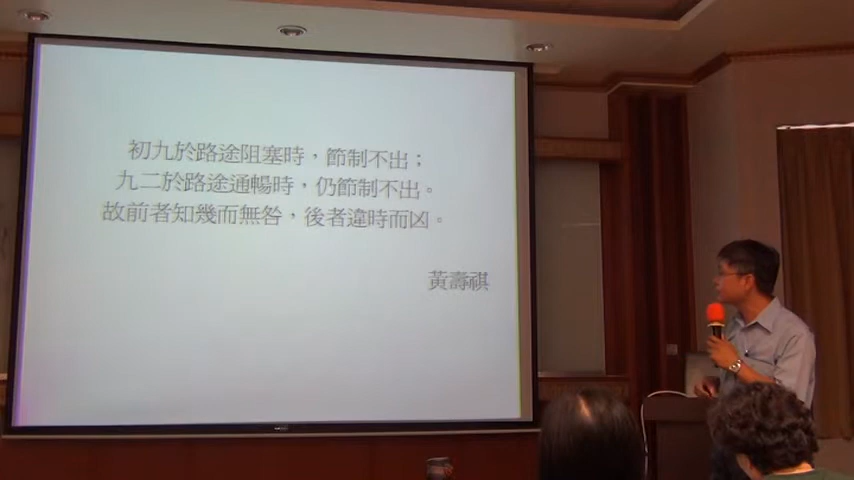 初九於路途阻塞時，節制不出；
九二於路途通暢時，仍節制不出。
故前者知幾而無咎，後者違時而凶。
黃壽祺